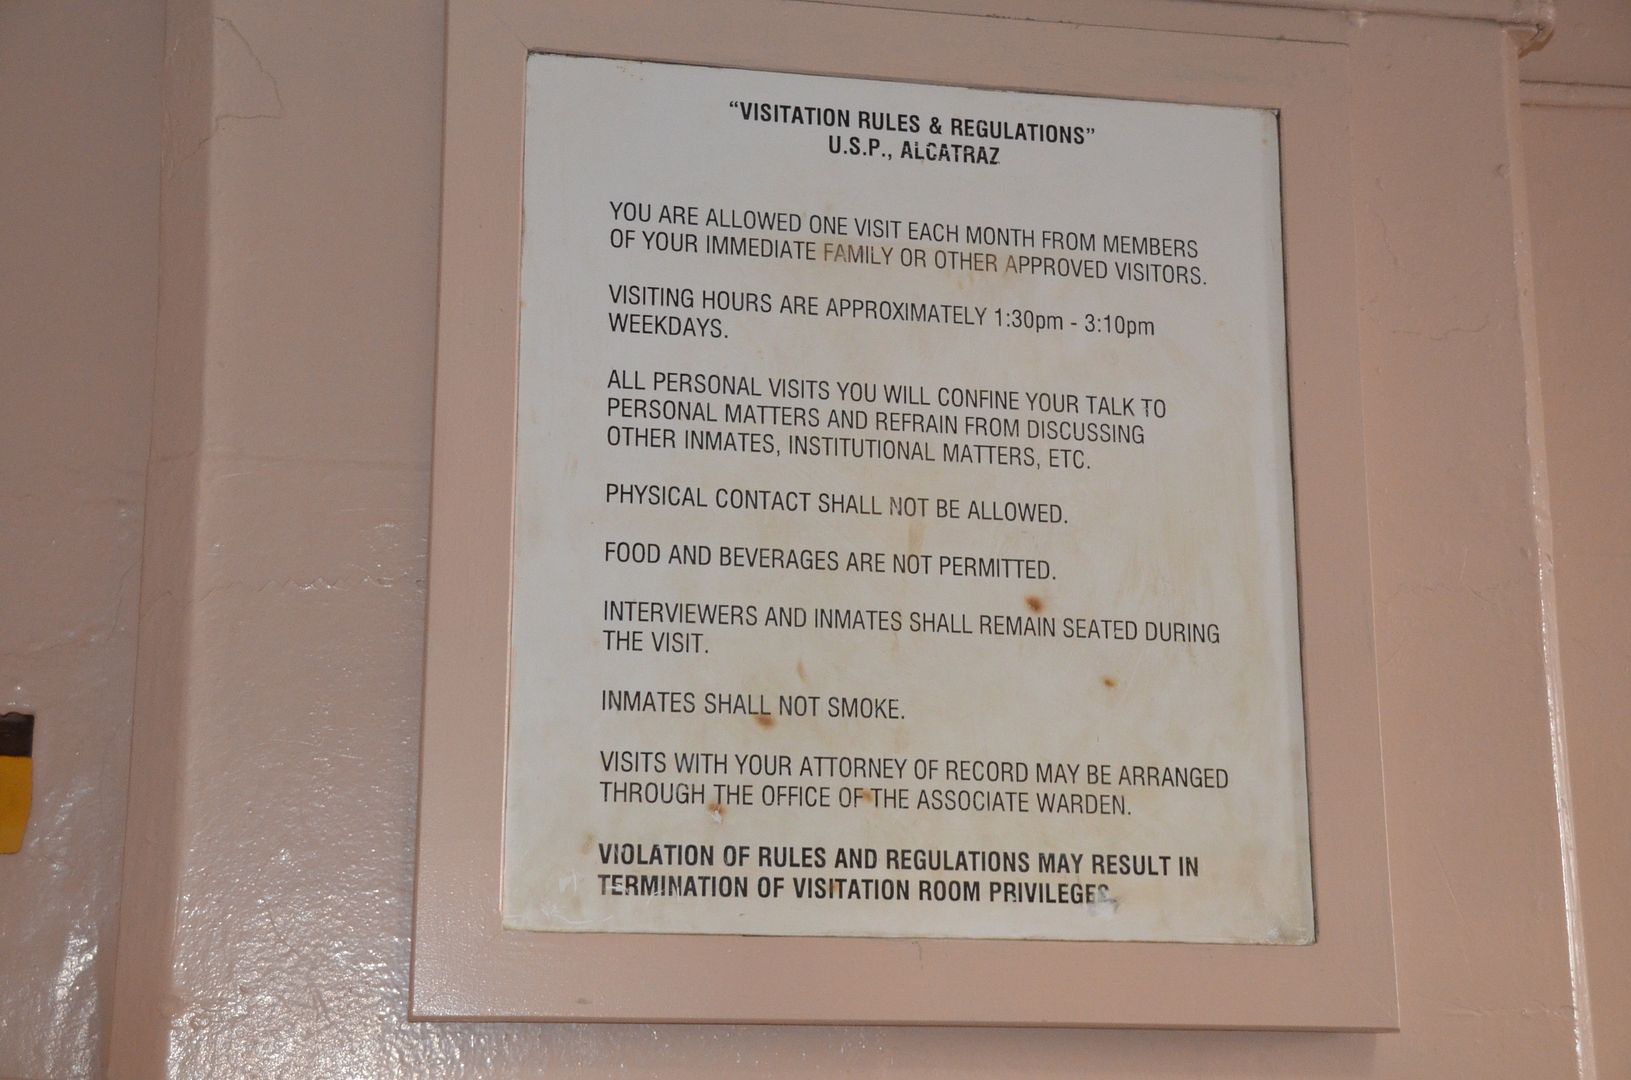 "VISITATION RULES & REGULATIONS"
U.S.P., ALCATRAZ
YOU ARE ALLOWED ONE VISIT EACH MONTH FROM MEMBERS
OF YOUR IMMEDIATE FAMILY OR OTHER APPROVED VISITORS.
VISITING HOURS ARE APPROXIMATELY 1:30pm - 3:10pm
WEEKDAYS.
ALL PERSONAL VISITS YOU WILL CONFINE YOUR TALK TO
PERSONAL MATTERS AND REFRAIN FROM DISCUSSING
OTHER INMATES, INSTITUTIONAL MATTERS, ETC.
PHYSICAL CONTACT SHALL NOT BE ALLOWED.
FOOD AND BEVERAGES ARE NOT PERMITTED.
INTERVIEWERS AND INMATES SHALL REMAIN SEATED DURING
THE VISIT.
INMATES SHALL NOT SMOKE.
VISITS WITH YOUR ATTORNEY OF RECORD MAY BE ARRANGED
THROUGH THE OFFICE OF THE ASSOCIATE WARDEN.
VIOLATION OF RULES AND REGULATIONS MAY RESULT IN
TERMINATION OF VISITATION ROOM PRIVILEGES.